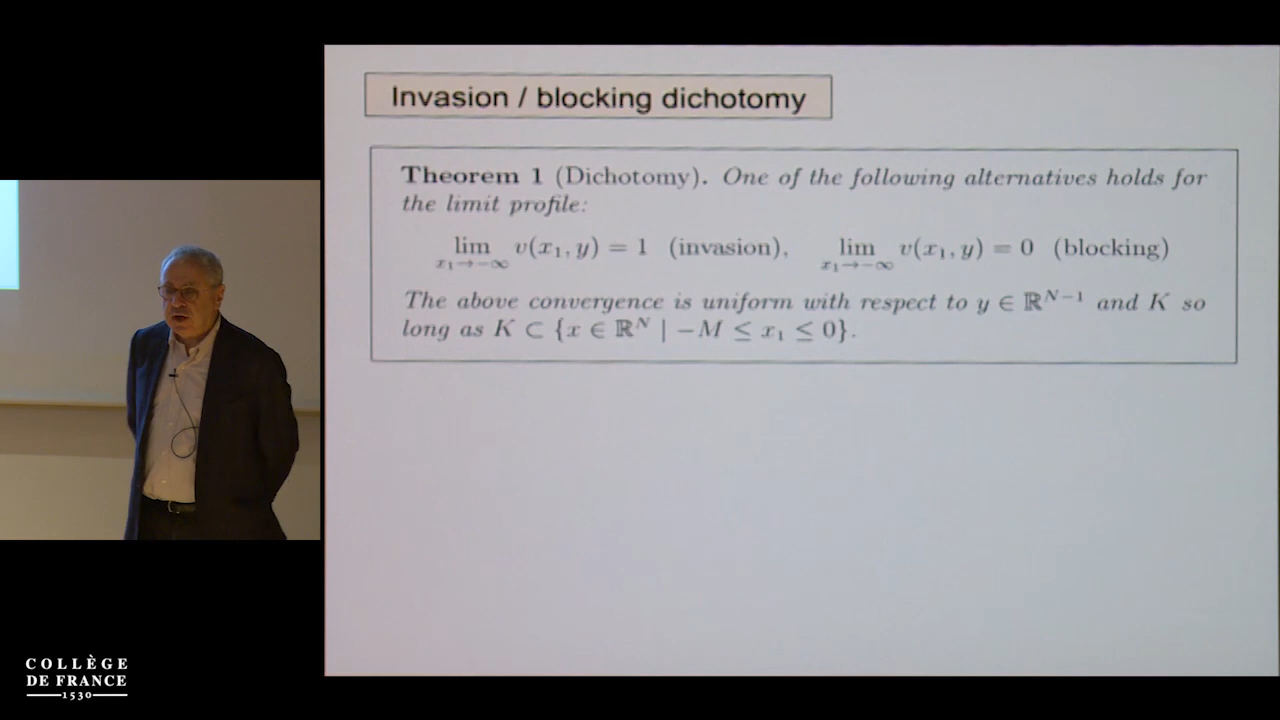 Invasion / blocking dichotomy
Theorem 1 (Dichotomy). One of the following alternatives holds for
the limit profile:
lim v(x₁, y) = 1 (invasion), lim v(x₁, y) = 0 (blocking)
x₁→−∞ x₁→−∞
The above convergence is uniform with respect to y ∈ ℝᴺ⁻¹ and K so
long as K ⊂ {x ∈ ℝᴺ | −M ≤ x₁ ≤ 0}.
COLLÈGE
DE FRANCE
1530